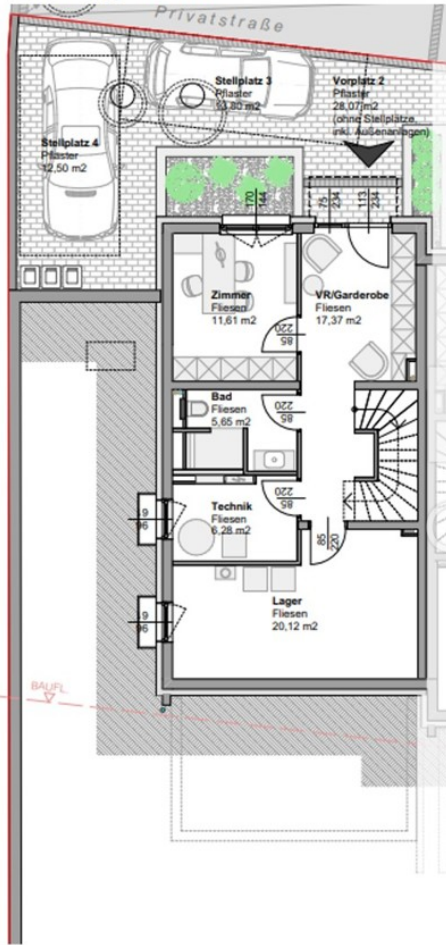 Privatstraße
Stellplatz 3
Pflaster
13,80 m2
Vorplatz 2
Pflaster
28,07 m2
(ohne Stellplätze,
inkl. Außenanlagen)
Stellplatz 4
Pflaster
12,50 m2
170
144
75
234
113
234
Zimmer
Fliesen
11,61 m2
VR/Garderobe
Fliesen
17,37 m2
85
220
Bad
Fliesen
5,65 m2
85
220
Technik
Fliesen
6,28 m2
85
220
85
220
96
Lager
Fliesen
20,12 m2
96
BAUFL.